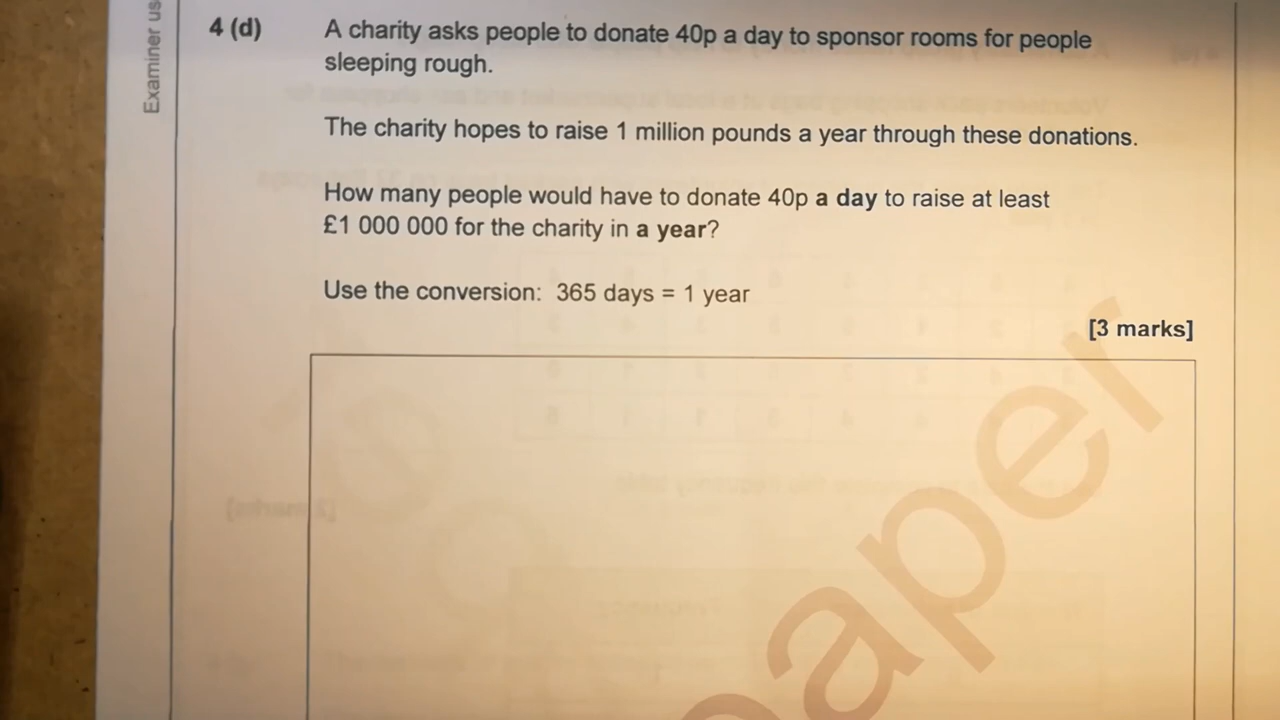 Examiner us
4 (d) A charity asks people to donate 40p a day to sponsor rooms for people
sleeping rough.
The charity hopes to raise 1 million pounds a year through these donations.
How many people would have to donate 40p a day to raise at least
£1 000 000 for the charity in a year?
Use the conversion: 365 days = 1 year
[3 marks]
aper